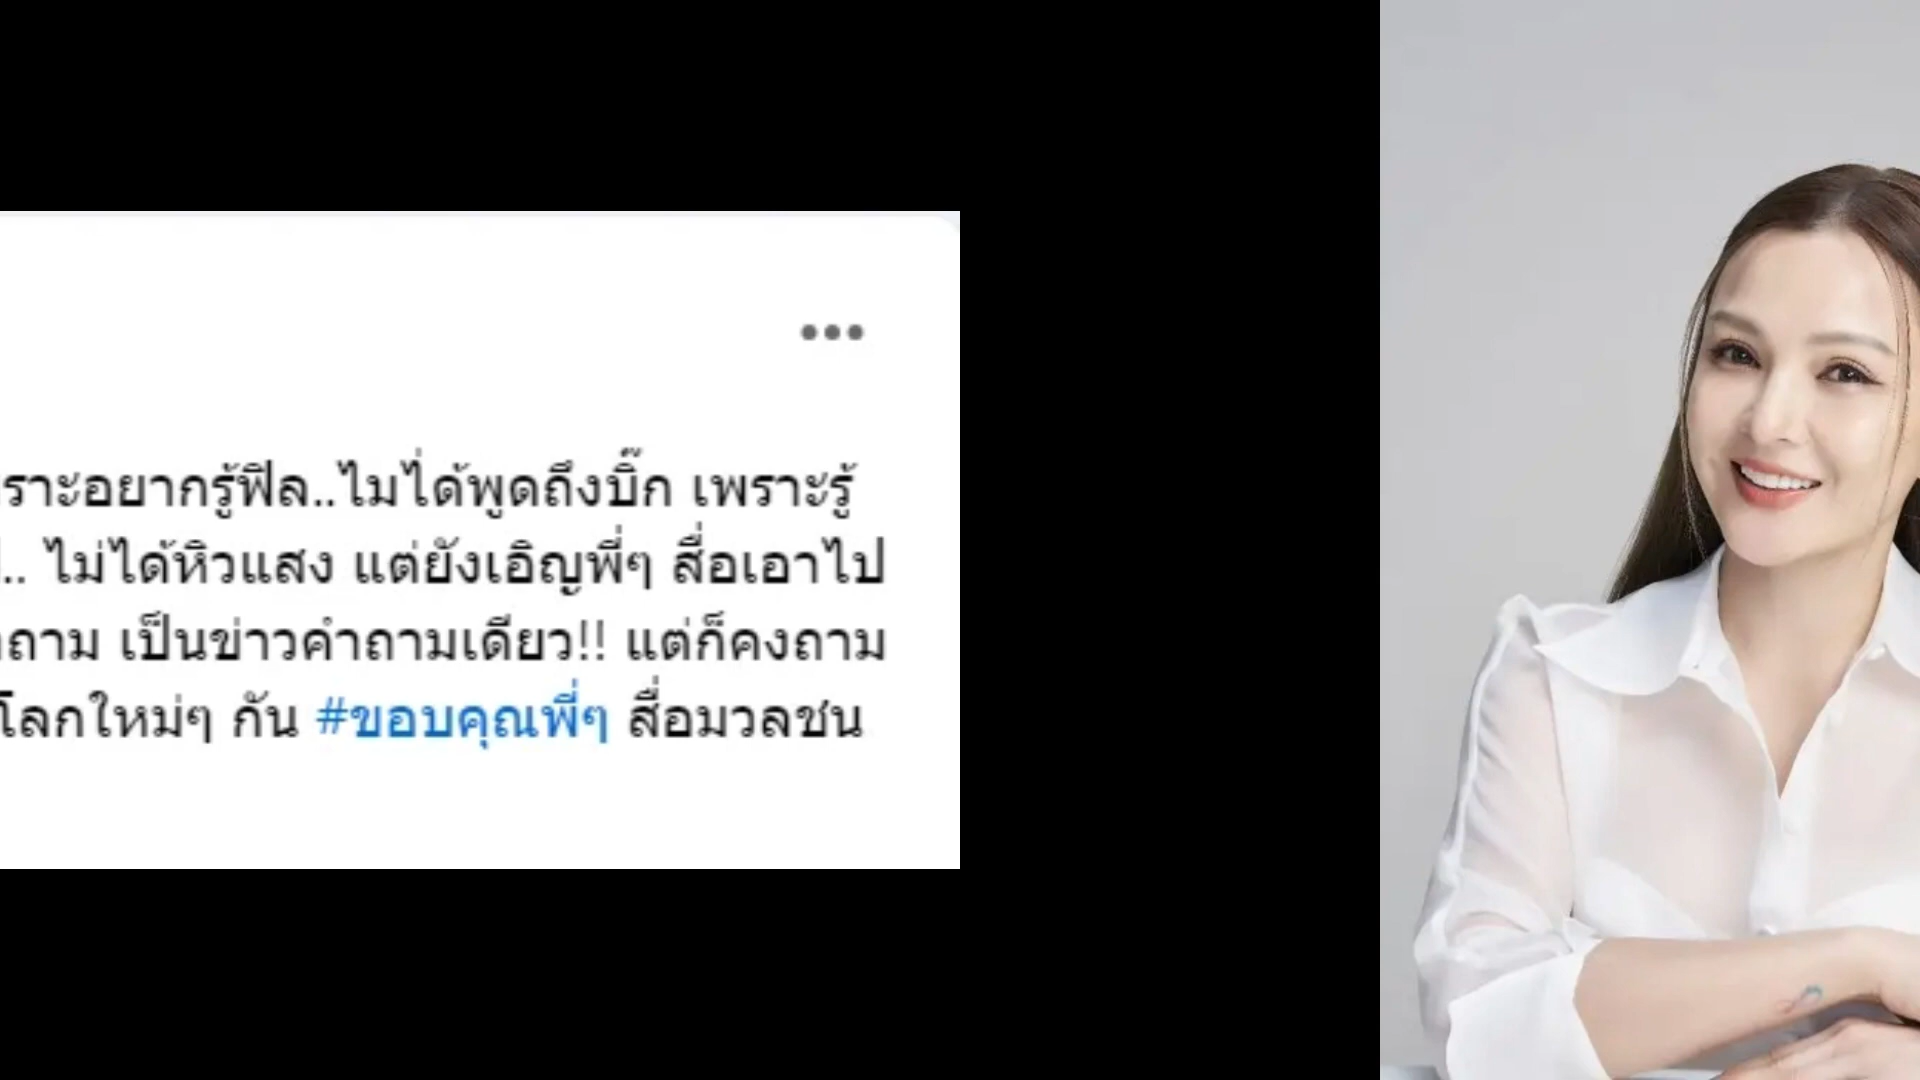 ราะอยากรู้ฟิล..ไมไ่ด้พูดถึงบิ๊ก เพราะรู้
.. ไม่ได้หิวแสง แต่ยังเอิญพี่ๆ สื่อเอาไป
ถาม เป็นข่าวคำถามเดียว!! แต่ก็คงถาม
โลกใหม่ๆ กัน #ขอบคุณพี่ๆ สื่อมวลชน